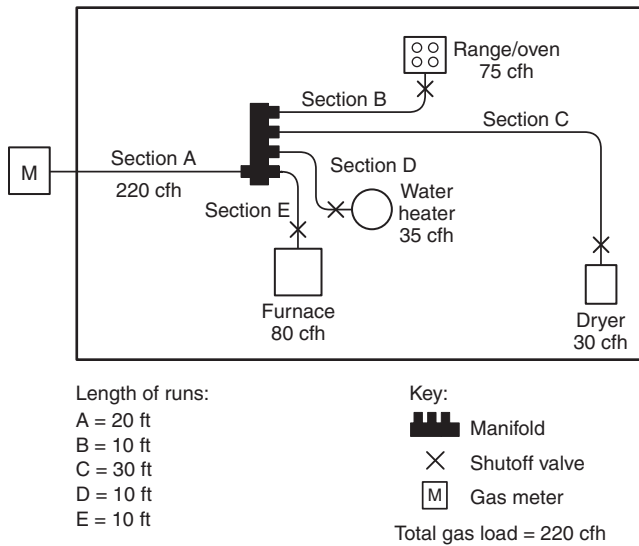 Range/oven
75 cfh
Section B
Section C
Section A
Section D
M
220 cfh
Water
heater
35 cfh
Section E
Furnace
80 cfh
Dryer
30 cfh
Length of runs:
A = 20 ft
B = 10 ft
C = 30 ft
D = 10 ft
E = 10 ft
Key:
Manifold
Shutoff valve
M Gas meter
Total gas load = 220 cfh